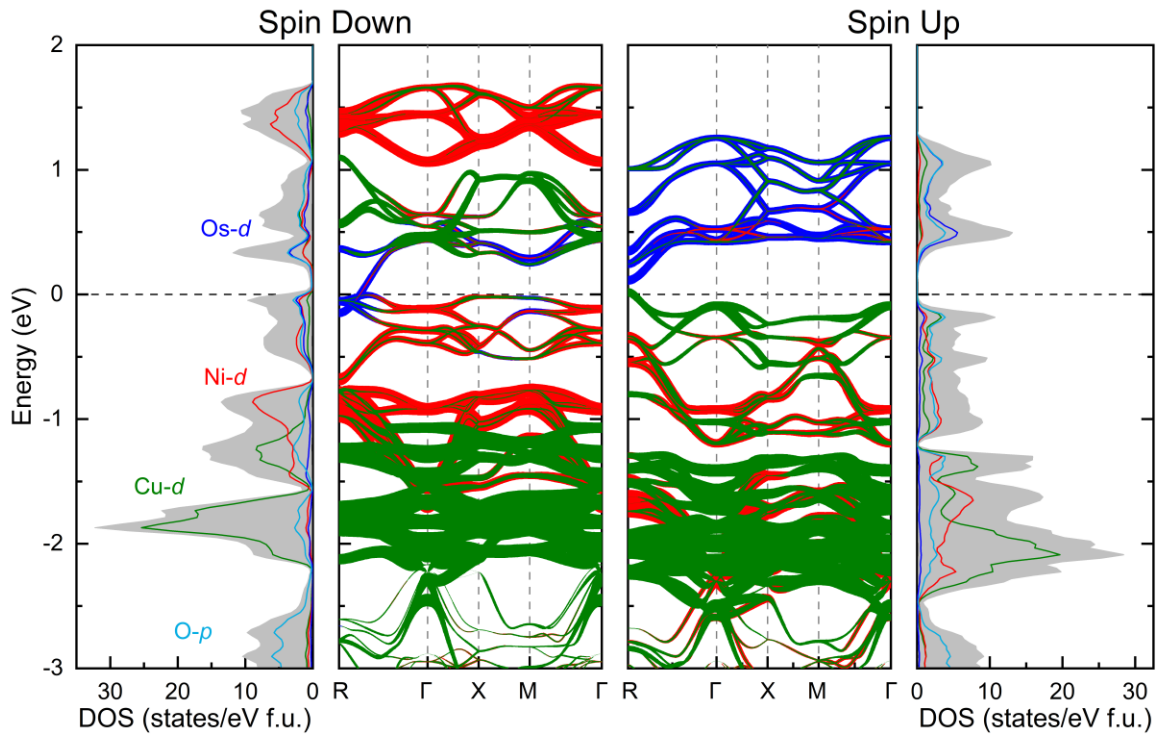 Spin Down
Spin Up
Energy (eV)
2
1
0
-1
-2
-3
Os-d
Ni-d
Cu-d
O-p
30 20 10 0
R Γ X M Γ
R Γ X M Γ
0 10 20 30
DOS (states/eV f.u.)
DOS (states/eV f.u.)